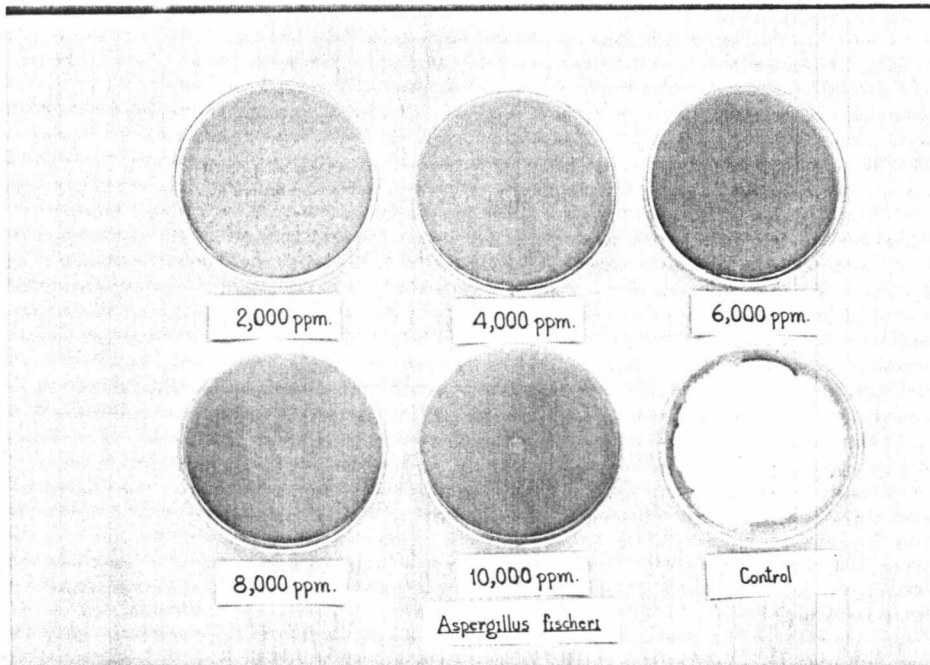 2,000 ppm.
4,000 ppm.
6,000 ppm.
8,000 ppm.
10,000 ppm.
Control
Aspergillus fischeri